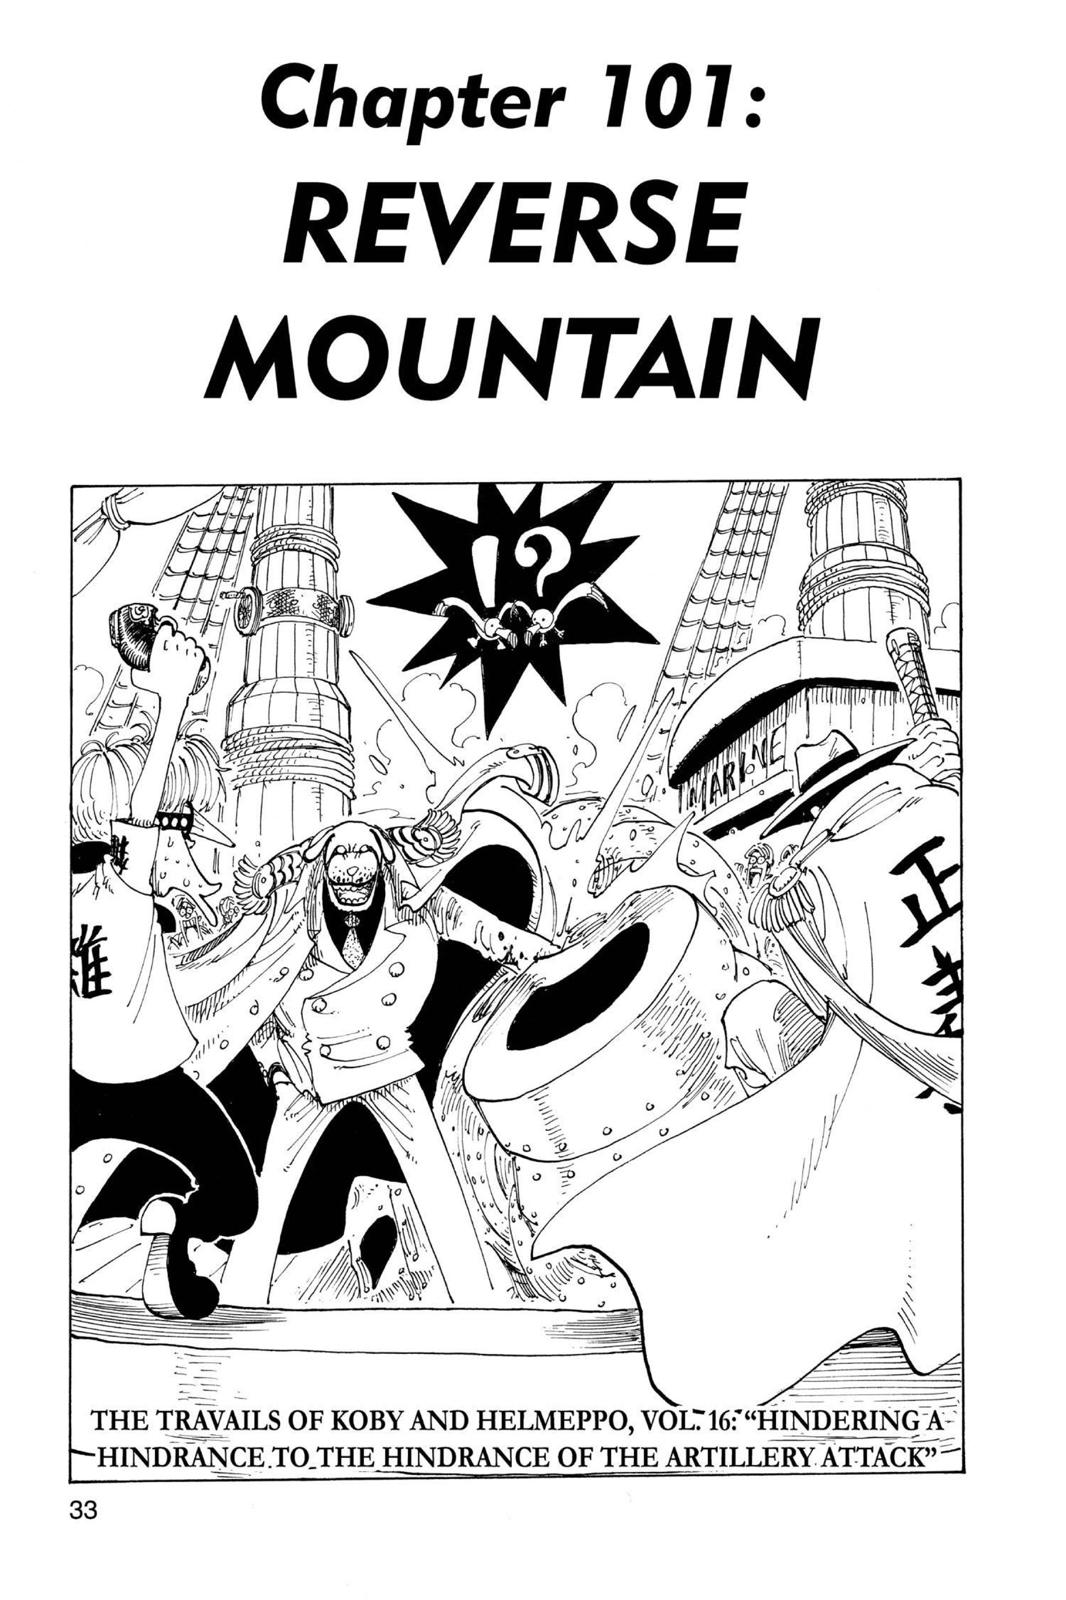 Chapter 101:
REVERSE
MOUNTAIN
!?
MARINE
雑
正
THE TRAVAILS OF KOBY AND HELMEPPO, VOL. 16: "HINDERING A
HINDRANCE TO THE HINDRANCE OF THE ARTILLERY ATTACK"
33